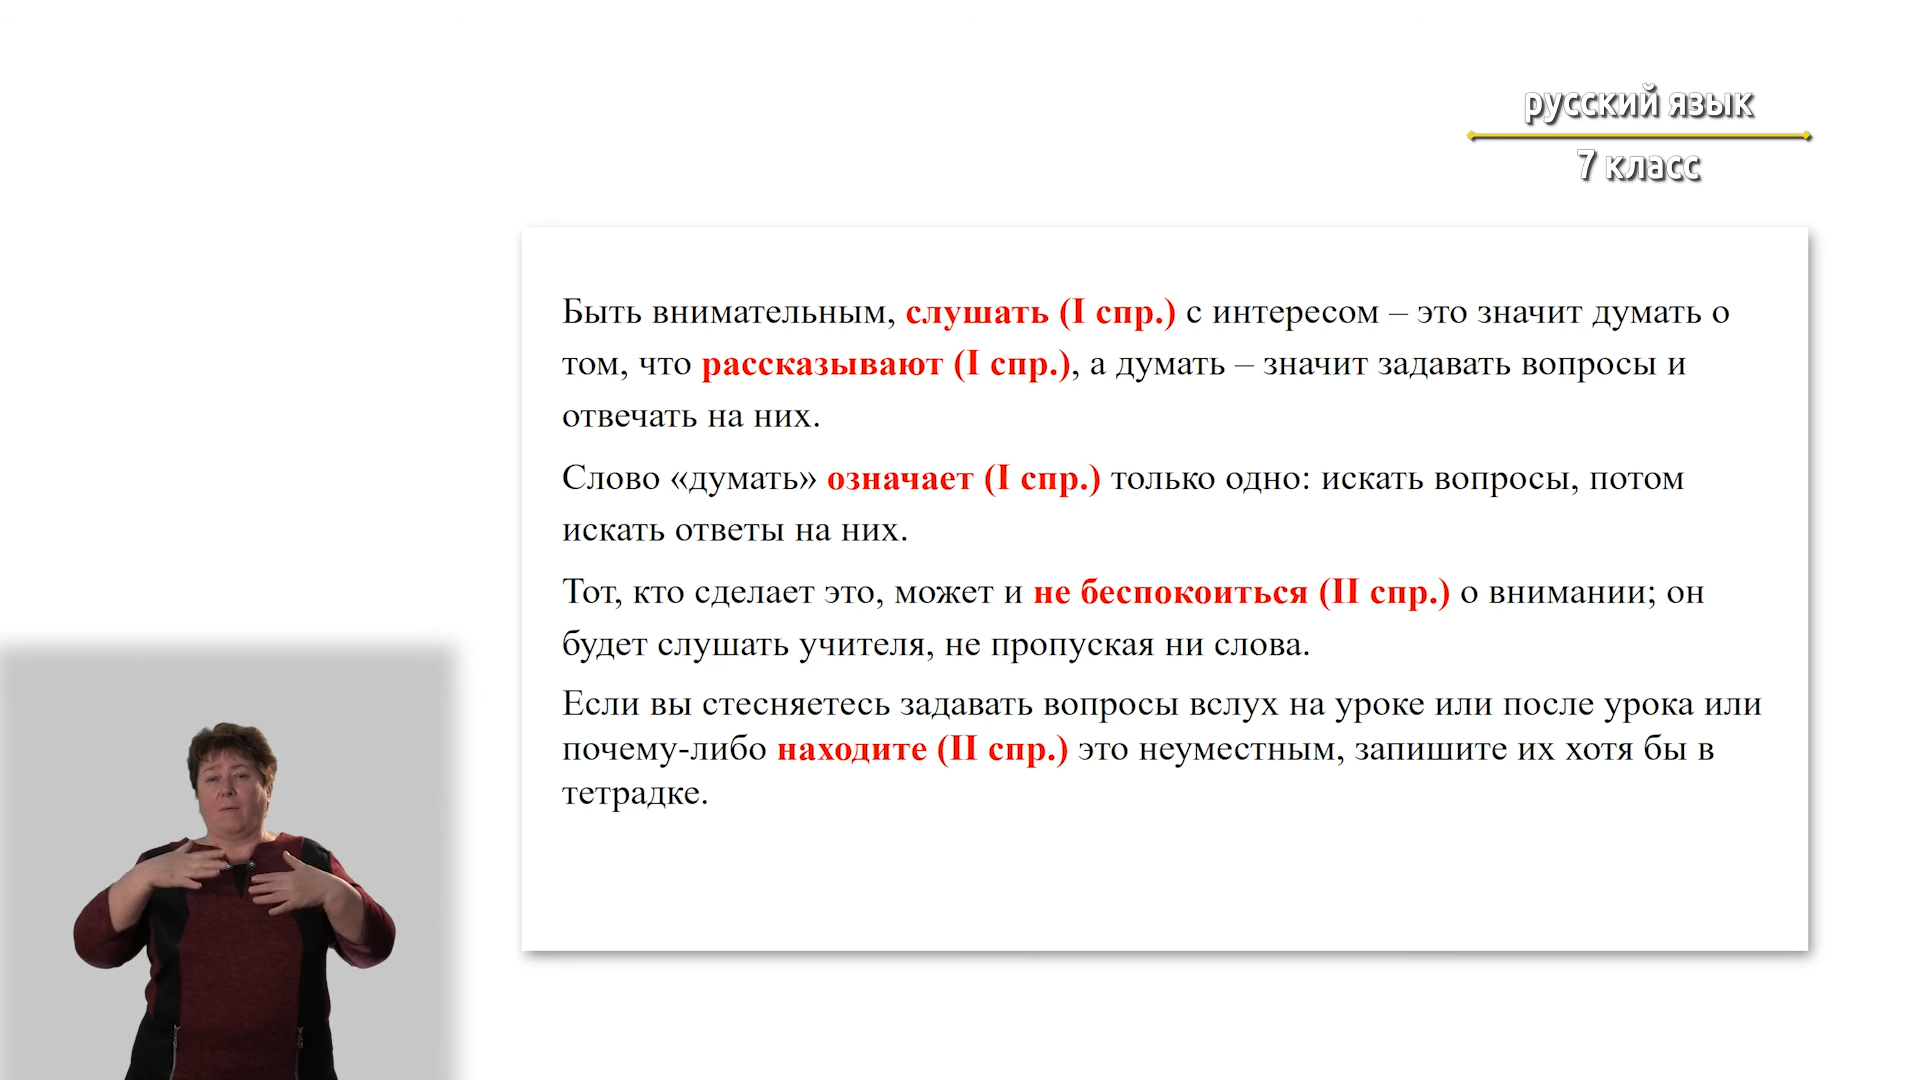 русский язык
7 класс
Быть внимательным, слушать (I спр.) с интересом – это значит думать о
том, что рассказывают (I спр.), а думать – значит задавать вопросы и
отвечать на них.
Слово «думать» означает (I спр.) только одно: искать вопросы, потом
искать ответы на них.
Тот, кто сделает это, может и не беспокоиться (II спр.) о внимании; он
будет слушать учителя, не пропуская ни слова.
Если вы стесняетесь задавать вопросы вслух на уроке или после урока или
почему-либо находите (II спр.) это неуместным, запишите их хотя бы в
тетрадке.